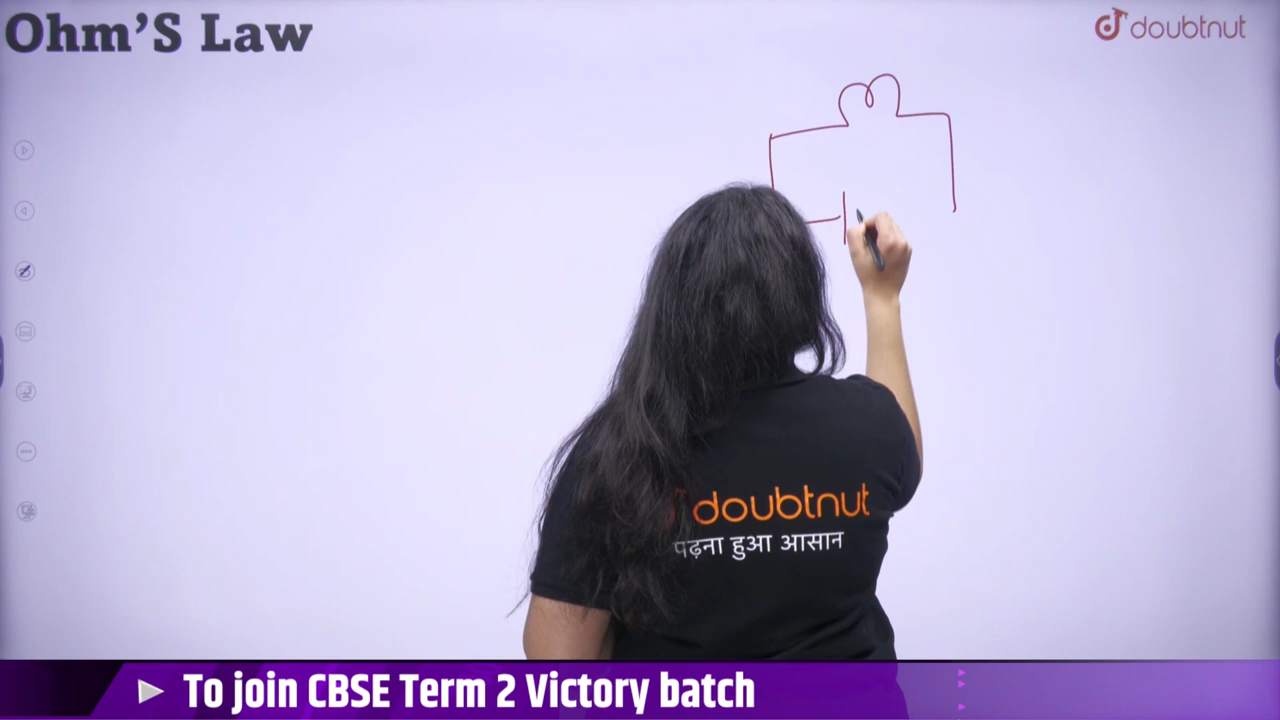 Ohm'S Law
doubtnut
doubtnut
पढ़ना हुआ आसान
To join CBSE Term 2 Victory batch